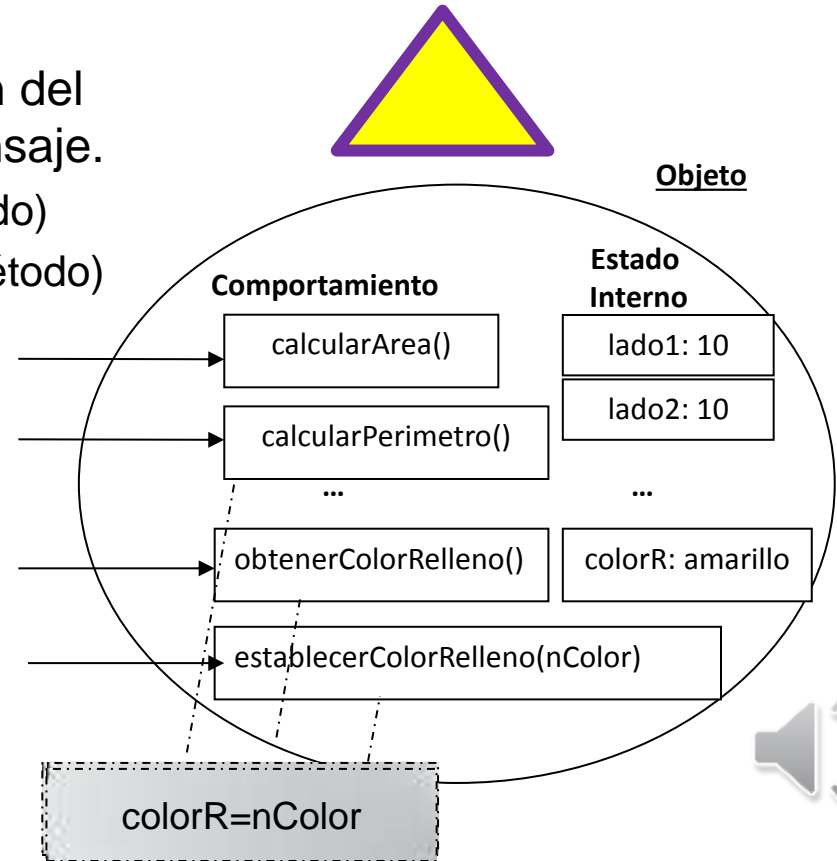 n del
nsaje.
do)
étodo)
Objeto
Comportamiento
Estado
Interno
calcularArea()
lado1: 10
lado2: 10
calcularPerimetro()
...
...
obtenerColorRelleno()
colorR: amarillo
establecerColorRelleno(nColor)
colorR=nColor